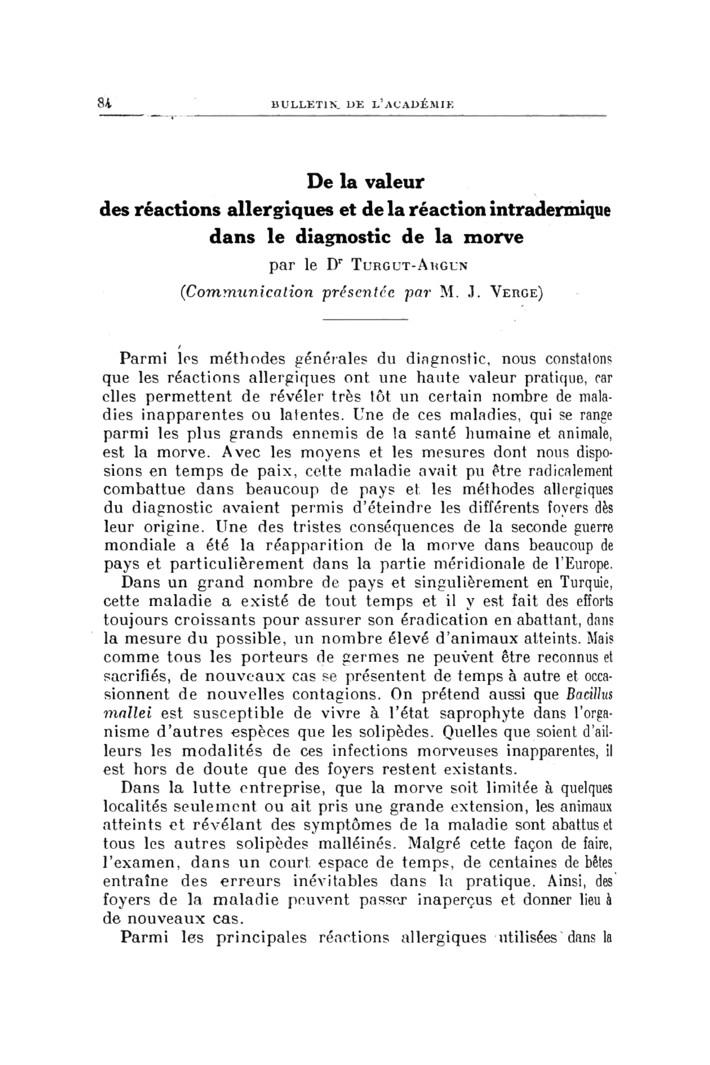 84
BULLETIN DE L'ACADÉMIE
De la valeur
des réactions allergiques et de la réaction intradermique
dans le diagnostic de la morve
par le Dr TURGUT-ARGUN
(Communication présentée par M. J. VERGE)
Parmi les méthodes générales du diagnostic, nous constatons
que les réactions allergiques ont une haute valeur pratique, car
elles permettent de révéler très tôt un certain nombre de mala-
dies inapparentes ou latentes. Une de ces maladies, qui se range
parmi les plus grands ennemis de la santé humaine et animale,
est la morve. Avec les moyens et les mesures dont nous dispo-
sions en temps de paix, cette maladie avait pu être radicalement
combattue dans beaucoup de pays et les méthodes allergiques
du diagnostic avaient permis d'éteindre les différents foyers dès
leur origine. Une des tristes conséquences de la seconde guerre
mondiale a été la réapparition de la morve dans beaucoup de
pays et particulièrement dans la partie méridionale de l'Europe.
Dans un grand nombre de pays et singulièrement en Turquie,
cette maladie a existé de tout temps et il y est fait des efforts
toujours croissants pour assurer son éradication en abattant, dans
la mesure du possible, un nombre élevé d'animaux atteints. Mais
comme tous les porteurs de germes ne peuvent être reconnus et
sacrifiés, de nouveaux cas se présentent de temps à autre et occa-
sionnent de nouvelles contagions. On prétend aussi que Bacillus
mallei est susceptible de vivre à l'état saprophyte dans l'orga-
nisme d'autres espèces que les solipèdes. Quelles que soient d'ail-
leurs les modalités de ces infections morveuses inapparentes, il
est hors de doute que des foyers restent existants.
Dans la lutte entreprise, que la morve soit limitée à quelques
localités seulement ou ait pris une grande extension, les animaux
atteints et révélant des symptômes de la maladie sont abattus et
tous les autres solipèdes malléinés. Malgré cette façon de faire,
l'examen, dans un court espace de temps, de centaines de bêtes
entraîne des erreurs inévitables dans la pratique. Ainsi, des
foyers de la maladie peuvent passer inaperçus et donner lieu à
de nouveaux cas.
Parmi les principales réactions allergiques utilisées dans la